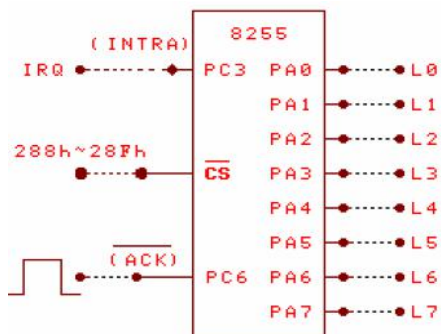 8255
(INTRA)
IRQ PC3 PA0 L0
PA1 L1
PA2 L2
288h~28Fh
CS PA3 L3
PA4 L4
(ACK) PA5 L5
PC6 PA6 L6
PA7 L7